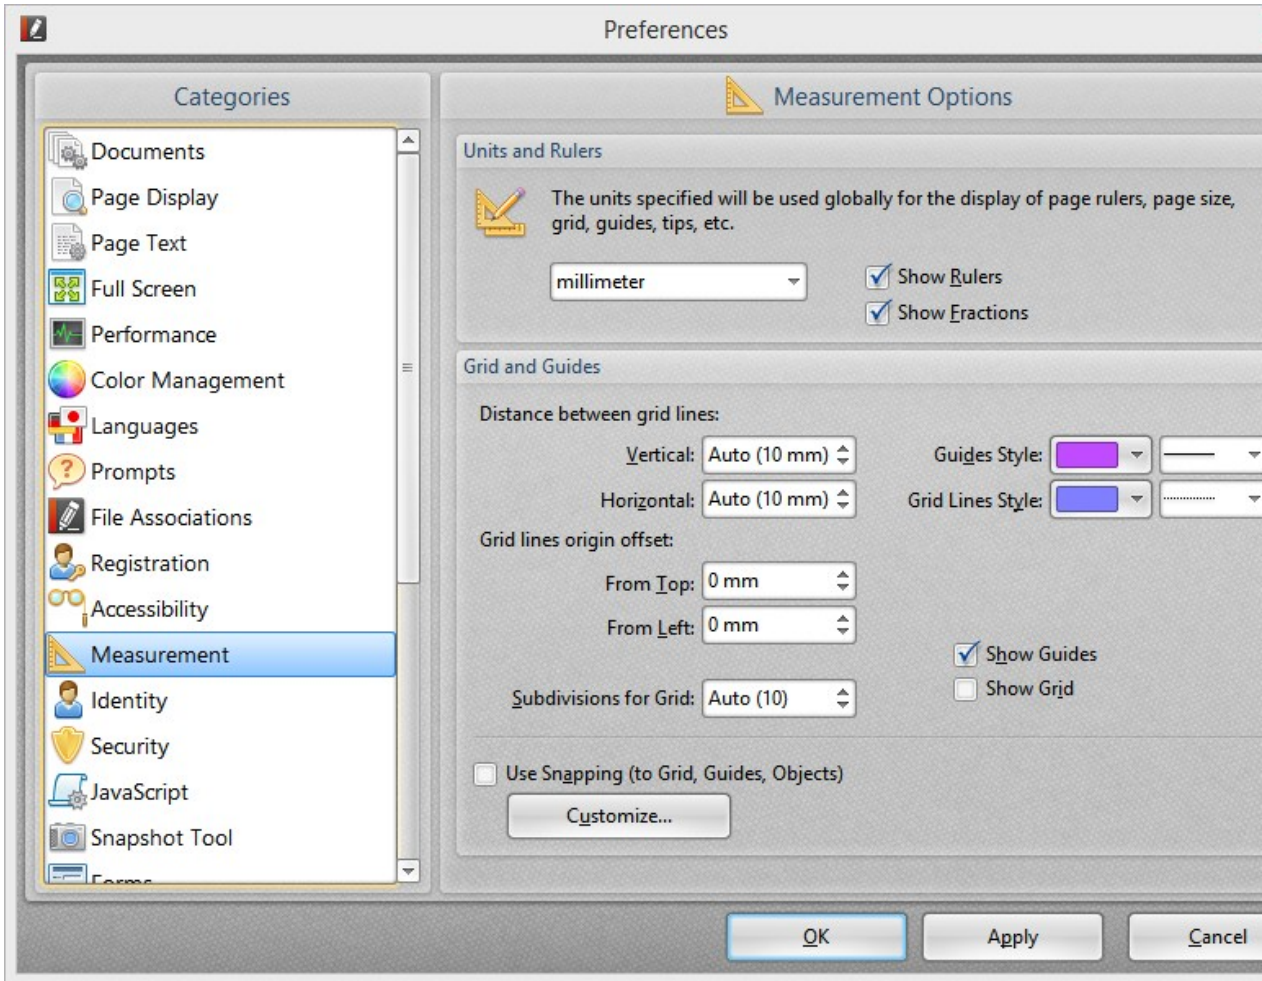 Preferences
Categories
Documents
Page Display
Page Text
Full Screen
Performance
Color Management
Languages
Prompts
File Associations
Registration
Accessibility
Measurement
Identity
Security
JavaScript
Snapshot Tool
Forms
Measurement Options
Units and Rulers
The units specified will be used globally for the display of page rulers, page size,
grid, guides, tips, etc.
millimeter
Show Rulers
Show Fractions
Grid and Guides
Distance between grid lines:
Vertical: Auto (10 mm)
Guides Style:
Horizontal: Auto (10 mm)
Grid Lines Style:
Grid lines origin offset:
From Top: 0 mm
From Left: 0 mm
Show Guides
Show Grid
Subdivisions for Grid: Auto (10)
Use Snapping (to Grid, Guides, Objects)
Customize...
OK
Apply
Cancel